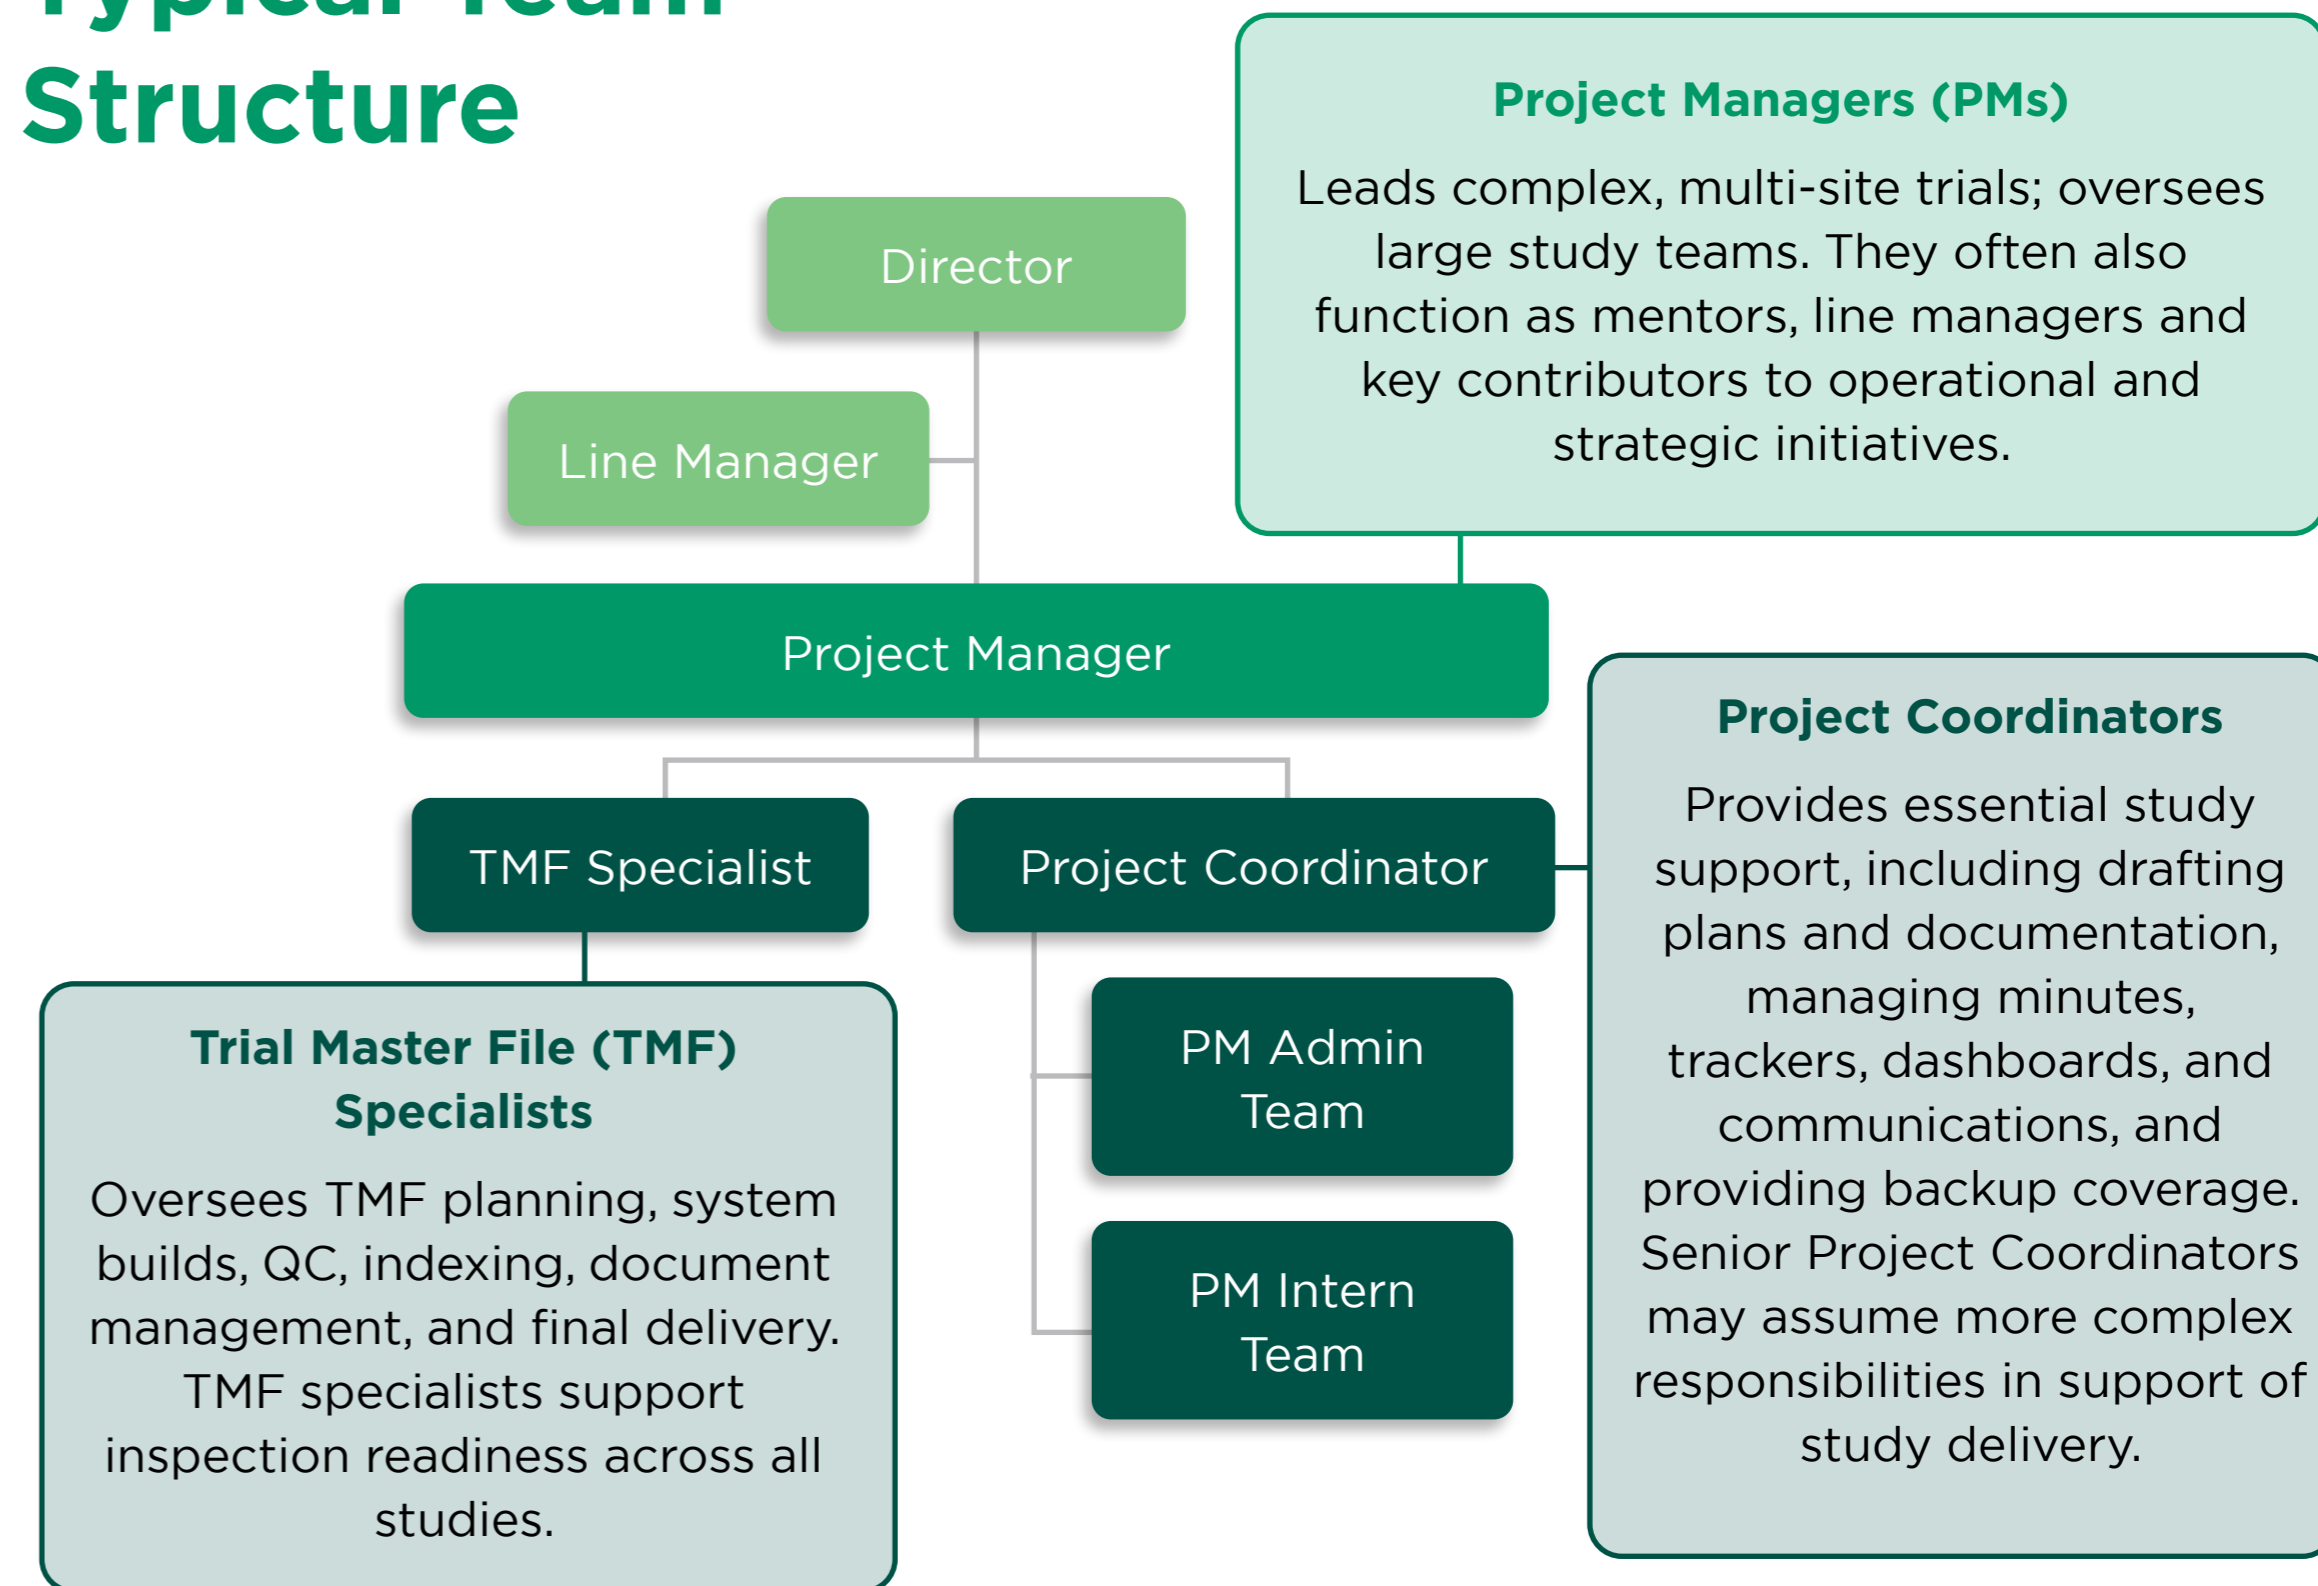 Typical Team
Structure
Project Managers (PMs)
Leads complex, multi-site trials; oversees
large study teams. They often also
function as mentors, line managers and
key contributors to operational and
strategic initiatives.
Director
Line Manager
Project Manager
TMF Specialist
Project Coordinator
Project Coordinators
Provides essential study
support, including drafting
plans and documentation,
managing minutes,
trackers, dashboards, and
communications, and
providing backup coverage.
Senior Project Coordinators
may assume more complex
responsibilities in support of
study delivery.
Trial Master File (TMF)
Specialists
Oversees TMF planning, system
builds, QC, indexing, document
management, and final delivery.
TMF specialists support
inspection readiness across all
studies.
PM Admin
Team
PM Intern
Team